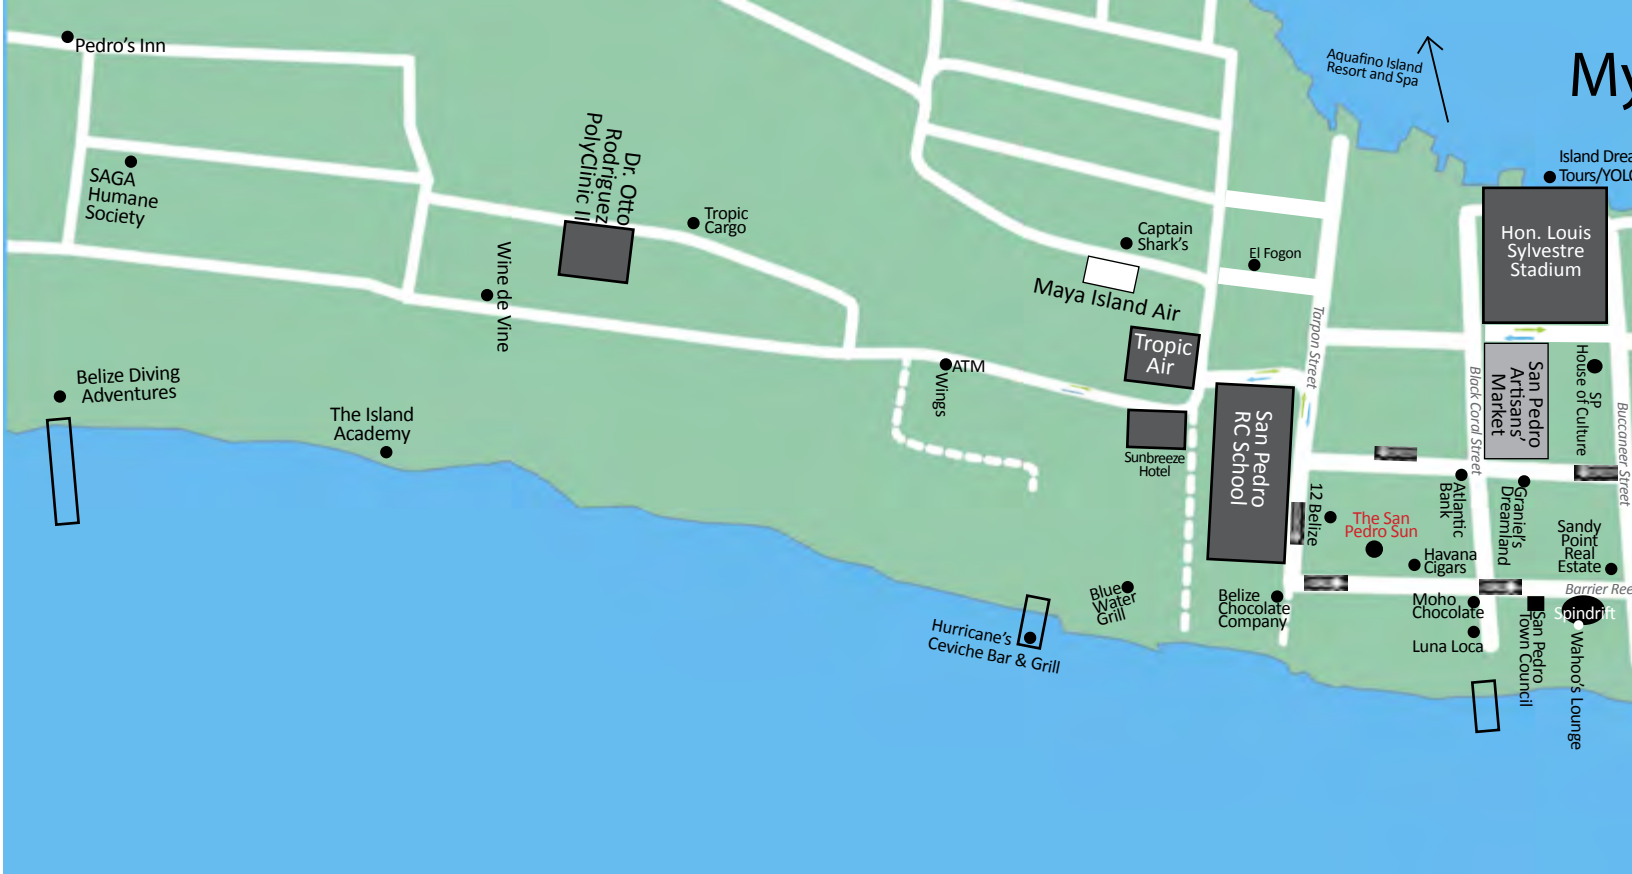 Pedro's Inn
SAGA
Humane
Society
Dr. Otto
Rodriguez
PolyClinic II
Tropic
Cargo
Wine de Vine
Belize Diving
Adventures
The Island
Academy
ATM
Wings
Captain
Shark's
Maya Island Air
Tropic
Air
El Fogon
Sunbreeze
Hotel
San Pedro
RC School
Tarpon Street
Aquafino Island
Resort and Spa
My
Island Drea
Tours/YOLO
Hon. Louis
Sylvestre
Stadium
San Pedro
Artisans'
Market
SP
House of Culture
Black Coral Street
Buccaneer Street
12 Belize
The San
Pedro Sun
Havana
Cigars
Atlantic
Bank
Graniel's
Dreamland
Sandy
Point
Real
Estate
Barrier Ree
Blue
Water
Grill
Hurricane's
Ceviche Bar & Grill
Belize
Chocolate
Company
Moho
Chocolate
Luna Loca
San Pedro
Town Council
Spindrift
Wahoo's Lounge